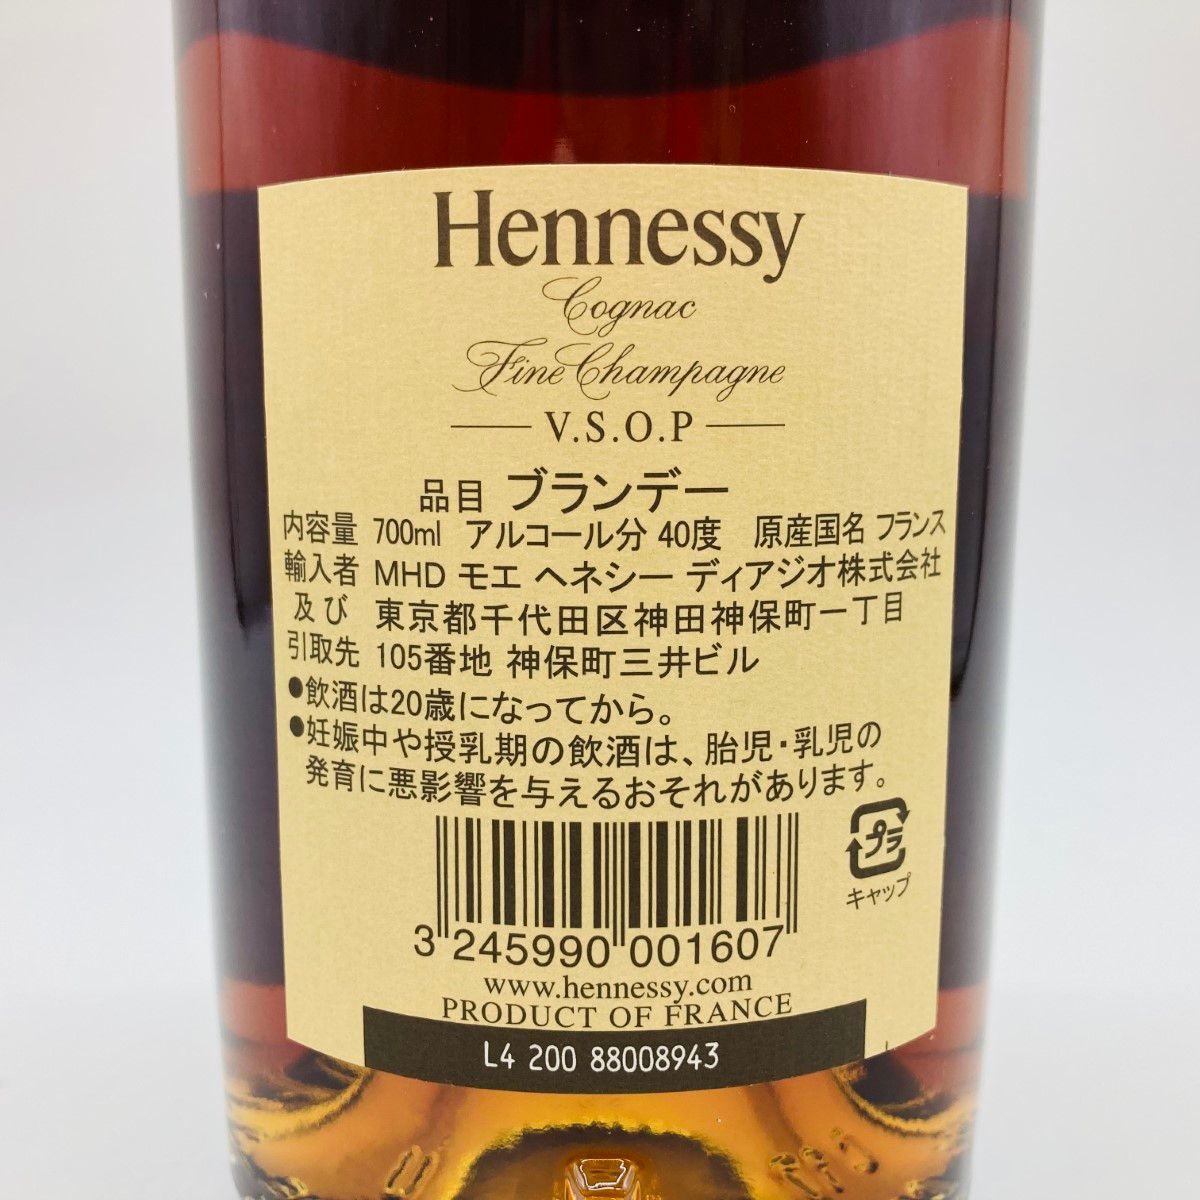 Hennessy
Cognac
Fine Champagne
V.S.O.P
品目 ブランデー
内容量 700ml アルコール分 40度 原産国名 フランス
輸入者 MHD モエ ヘネシー ディアジオ株式会社
及び 東京都千代田区神田神保町一丁目
引取先 105番地 神保町三井ビル
●飲酒は20歳になってから。
●妊娠中や授乳期の飲酒は、胎児・乳児の
発育に悪影響を与えるおそれがあります。
プラ
キャップ
3 245990 001607
www.hennessy.com
PRODUCT OF FRANCE
L4 200 88008943